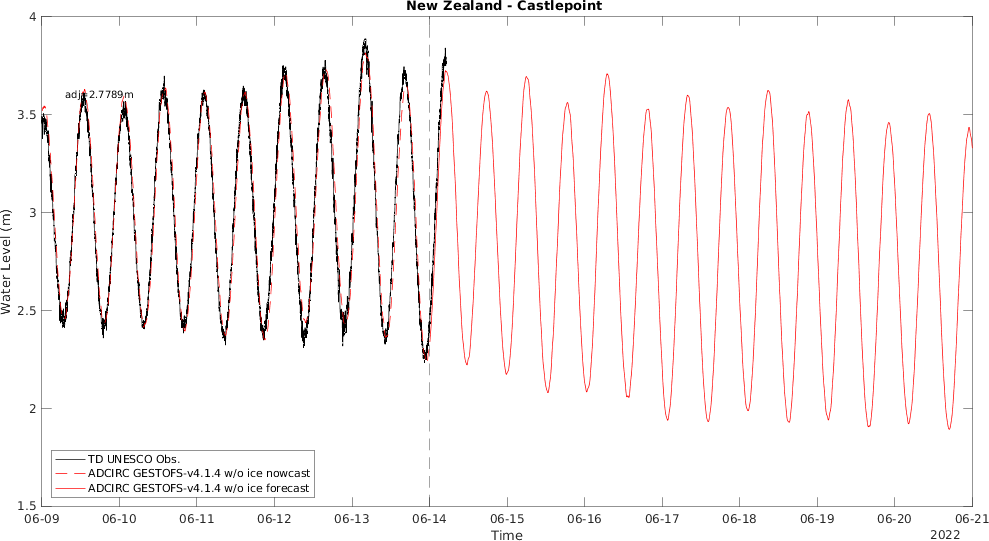 New Zealand - Castlepoint
Water Level (m)
4
3.5
3
2.5
2
1.5
adj=2.7789m
TD UNESCO Obs.
ADCIRC GESTOFS-v4.1.4 w/o ice nowcast
ADCIRC GESTOFS-v4.1.4 w/o ice forecast
06-09 06-10 06-11 06-12 06-13 06-14 06-15 06-16 06-17 06-18 06-19 06-20 06-21
Time
2022